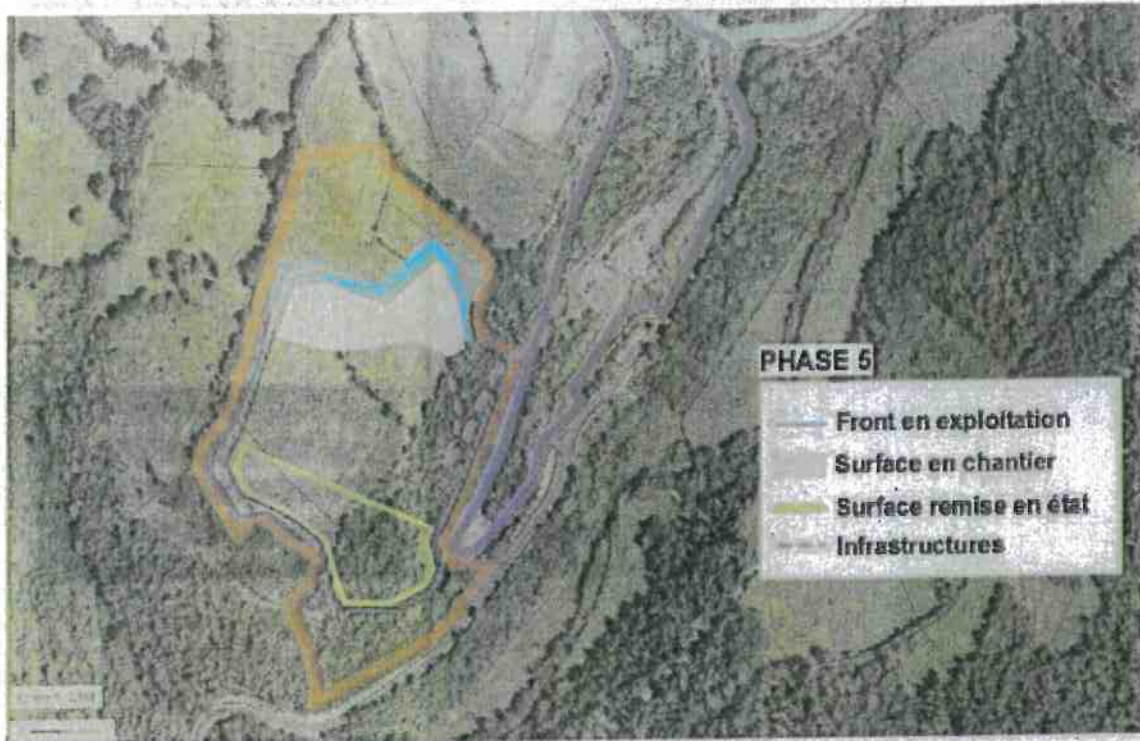 PHASE 5
Front en exploitation
Surface en chantier
Surface remise en état
Infrastructures